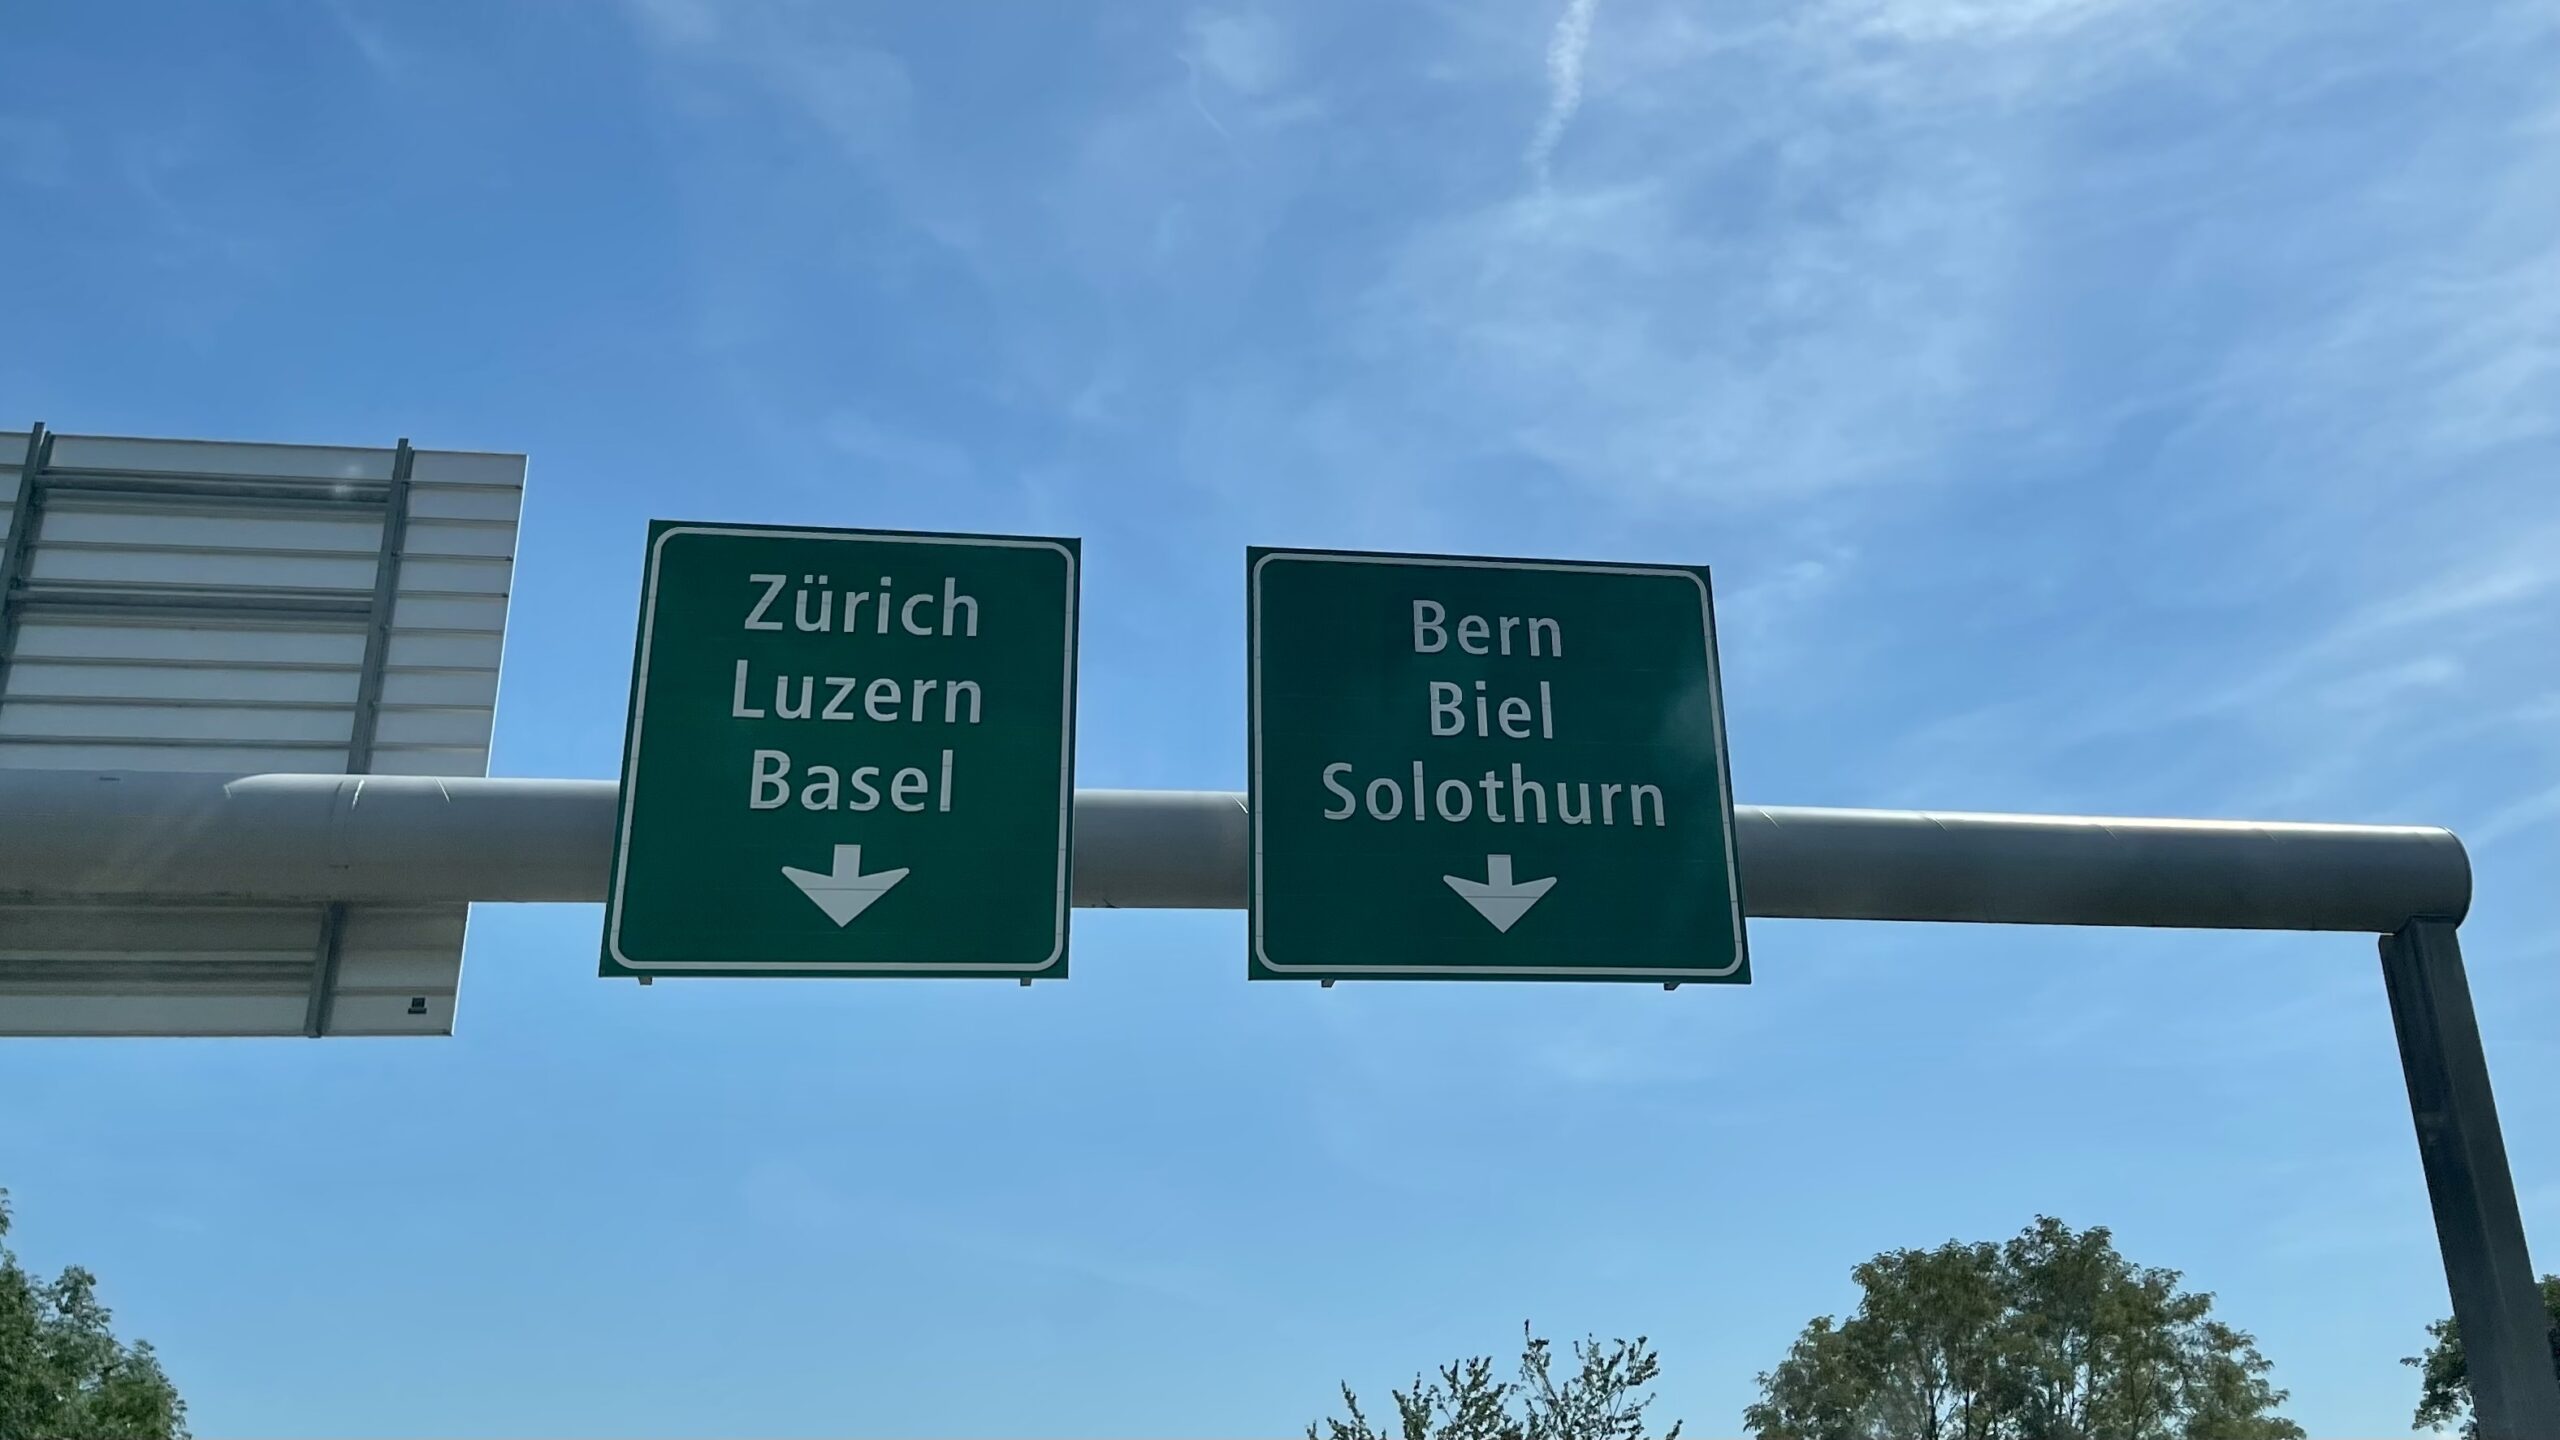 Zürich
Luzern
Basel
Bern
Biel
Solothurn